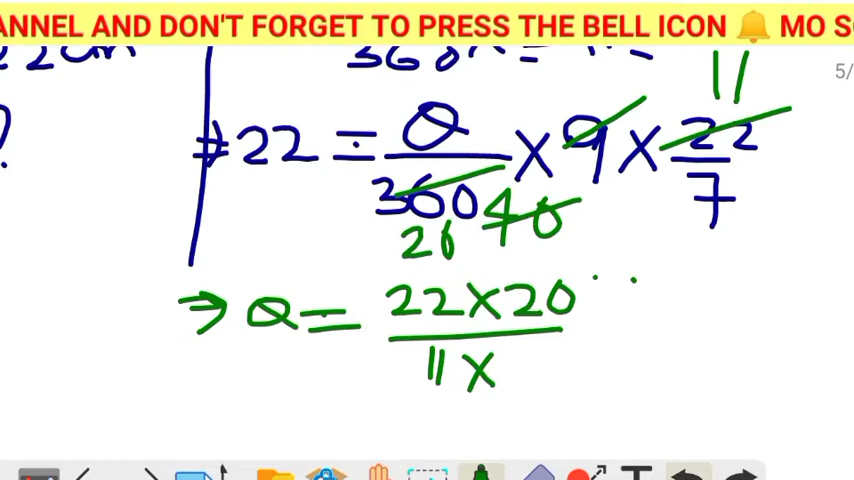 ANNEL AND DON'T FORGET TO PRESS THE BELL ICON 🔔 MO S
5/
11
⇒ 22 = θ/360 × 9 × 22/7
20 40
⇒ θ = 22×20/11×